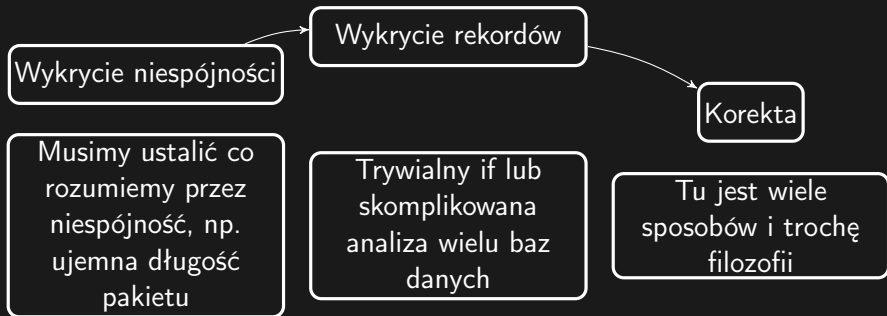 Wykrycie niespójności
Wykrycie rekordów
Korekta
Musimy ustalić co
rozumiemy przez
niespójność, np.
ujemna długość
pakietu
Trywialny if lub
skomplikowana
analiza wielu baz
danych
Tu jest wiele
sposobów i trochę
filozofii